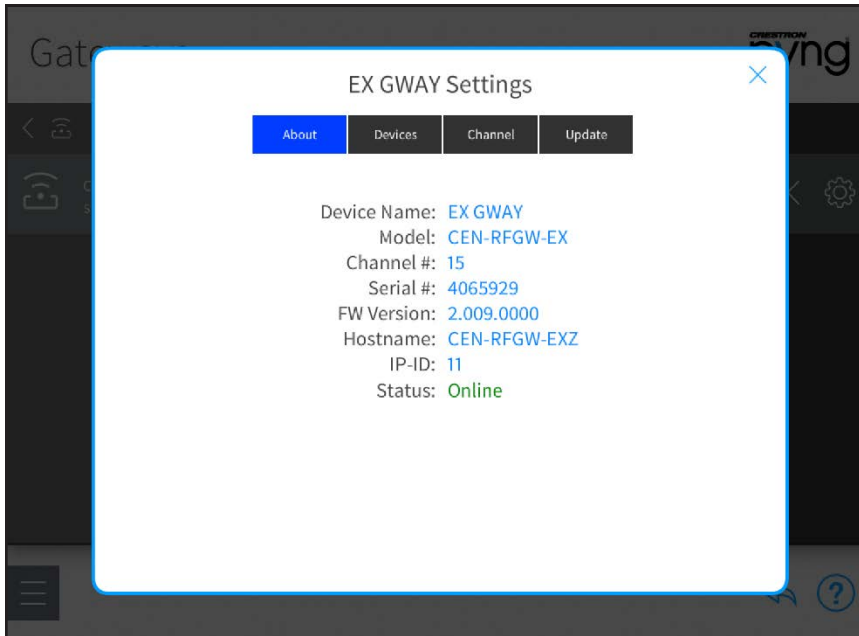 CRESTRON
EX GWAY Settings
About Devices Channel Update
Device Name: EX GWAY
Model: CEN-RFGW-EX
Channel #: 15
Serial #: 4065929
FW Version: 2.009.0000
Hostname: CEN-RFGW-EXZ
IP-ID: 11
Status: Online
?